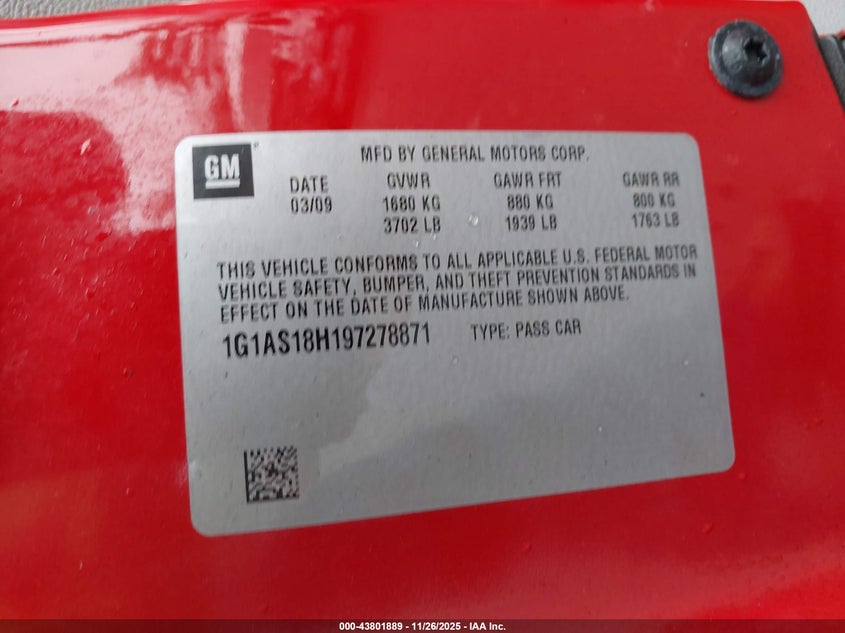 GM
MFD BY GENERAL MOTORS CORP.
DATE GVWR GAWR FRT GAWR RR
03/09 1680 KG 880 KG 800 KG
3702 LB 1939 LB 1763 LB
THIS VEHICLE CONFORMS TO ALL APPLICABLE U.S. FEDERAL MOTOR
VEHICLE SAFETY, BUMPER, AND THEFT PREVENTION STANDARDS IN
EFFECT ON THE DATE OF MANUFACTURE SHOWN ABOVE.
1G1AS18H197278871 TYPE: PASS CAR
000-43801889 - 11/26/2025 - IAA Inc.